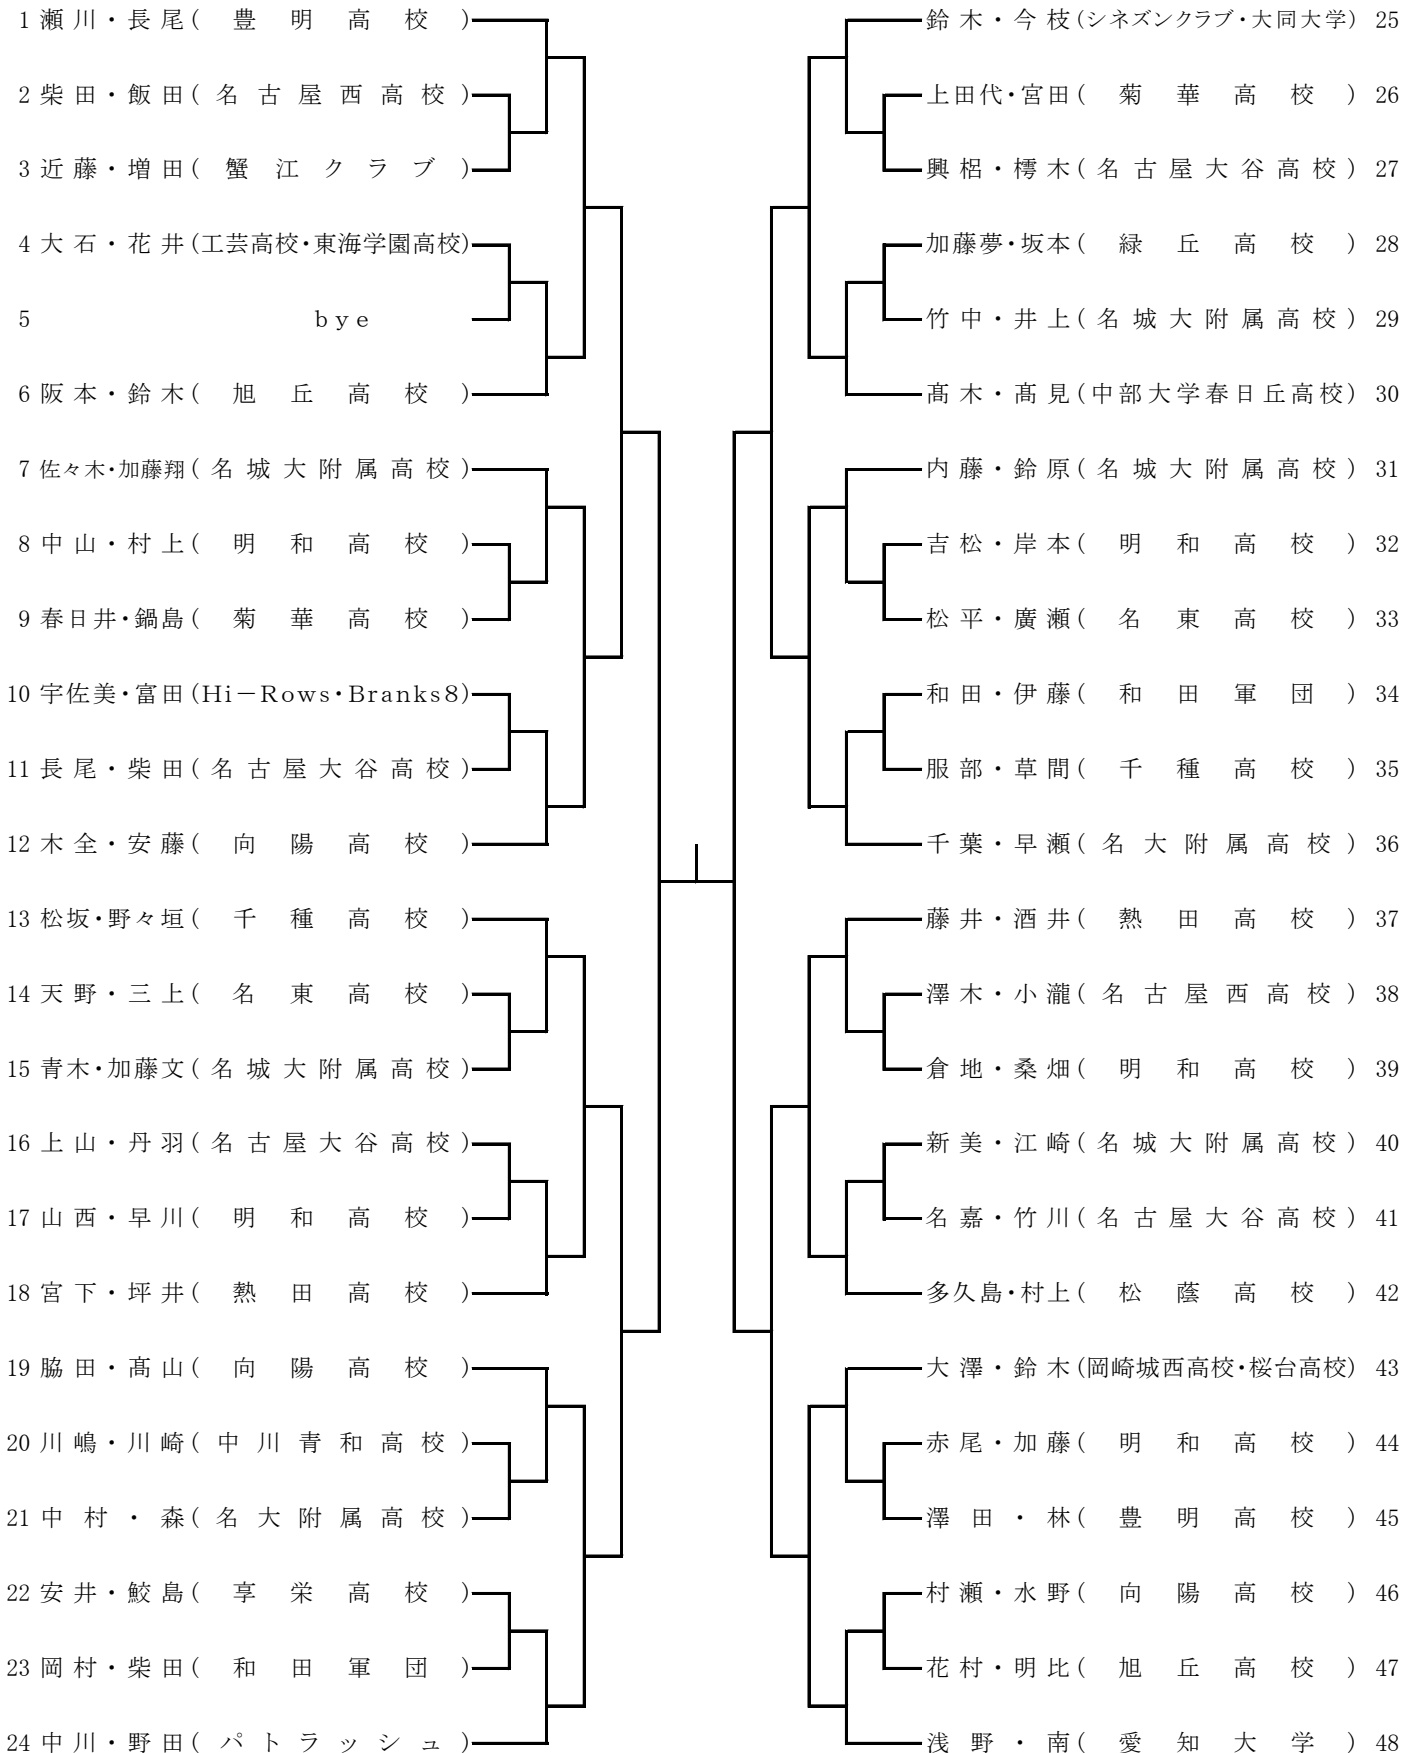 1 瀬川・長尾(豊明高校)
2 柴田・飯田(名古屋西高校)
3 近藤・増田(蟹江クラブ)
4 大石・花井(工芸高校・東海学園高校)
5 bye
6 阪本・鈴木(旭丘高校)
7 佐々木・加藤翔(名城大附属高校)
8 中山・村上(明和高校)
9 春日井・鍋島(菊華高校)
10 宇佐美・富田(Hi－Rows・Branks8)
11 長尾・柴田(名古屋大谷高校)
12 木全・安藤(向陽高校)
13 松坂・野々垣(千種高校)
14 天野・三上(名東高校)
15 青木・加藤文(名城大附属高校)
16 上山・丹羽(名古屋大谷高校)
17 山西・早川(明和高校)
18 宮下・坪井(熱田高校)
19 脇田・髙山(向陽高校)
20 川嶋・川崎(中川青和高校)
21 中村・森(名大附属高校)
22 安井・鮫島(享栄高校)
23 岡村・柴田(和田軍団)
24 中川・野田(パトラッシュ)
鈴木・今枝(シネズンクラブ・大同大学) 25
上田代・宮田(菊華高校) 26
興梠・樗木(名古屋大谷高校) 27
加藤夢・坂本(緑丘高校) 28
竹中・井上(名城大附属高校) 29
髙木・髙見(中部大学春日丘高校) 30
内藤・鈴原(名城大附属高校) 31
吉松・岸本(明和高校) 32
松平・廣瀬(名東高校) 33
和田・伊藤(和田軍団) 34
服部・草間(千種高校) 35
千葉・早瀬(名大附属高校) 36
藤井・酒井(熱田高校) 37
澤木・小瀧(名古屋西高校) 38
倉地・桑畑(明和高校) 39
新美・江崎(名城大附属高校) 40
名嘉・竹川(名古屋大谷高校) 41
多久島・村上(松蔭高校) 42
大澤・鈴木(岡崎城西高校・桜台高校) 43
赤尾・加藤(明和高校) 44
澤田・林(豊明高校) 45
村瀬・水野(向陽高校) 46
花村・明比(旭丘高校) 47
浅野・南(愛知大学) 48